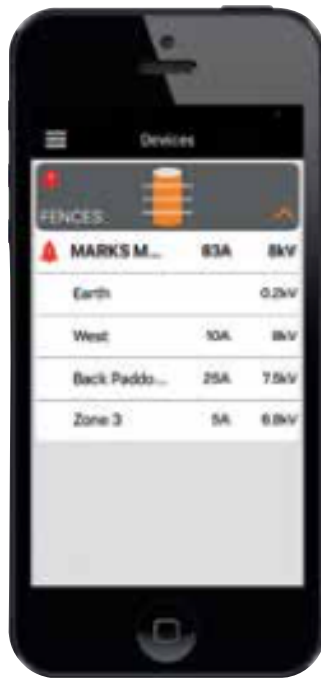 Devices
FENCES
MARKS M... 63A 8kV
Earth 0.2kV
West 10A 8kV
Back Paddo... 25A 7.5kV
Zone 3 5A 6.8kV